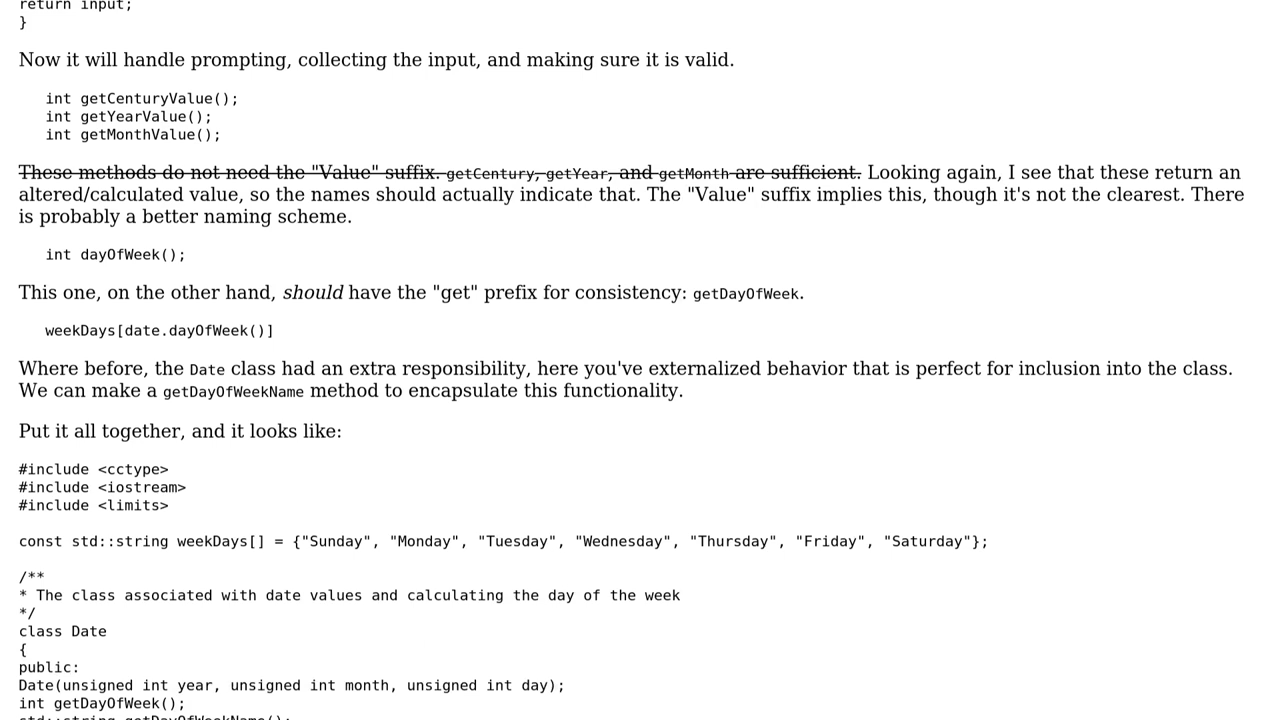 return input;
}
Now it will handle prompting, collecting the input, and making sure it is valid.
int getCenturyValue();
int getYearValue();
int getMonthValue();
These methods do not need the "Value" suffix. getCentury, getYear, and getMonth are sufficient. Looking again, I see that these return an
altered/calculated value, so the names should actually indicate that. The "Value" suffix implies this, though it's not the clearest. There
is probably a better naming scheme.
int dayOfWeek();
This one, on the other hand, should have the "get" prefix for consistency: getDayOfWeek.
weekDays[date.dayOfWeek()]
Where before, the Date class had an extra responsibility, here you've externalized behavior that is perfect for inclusion into the class.
We can make a getDayOfWeekName method to encapsulate this functionality.
Put it all together, and it looks like:
#include <cctype>
#include <iostream>
#include <limits>
const std::string weekDays[] = {"Sunday", "Monday", "Tuesday", "Wednesday", "Thursday", "Friday", "Saturday"};
/**
* The class associated with date values and calculating the day of the week
*/
class Date
{
public:
Date(unsigned int year, unsigned int month, unsigned int day);
int getDayOfWeek();
std::string getDayOfWeekName();